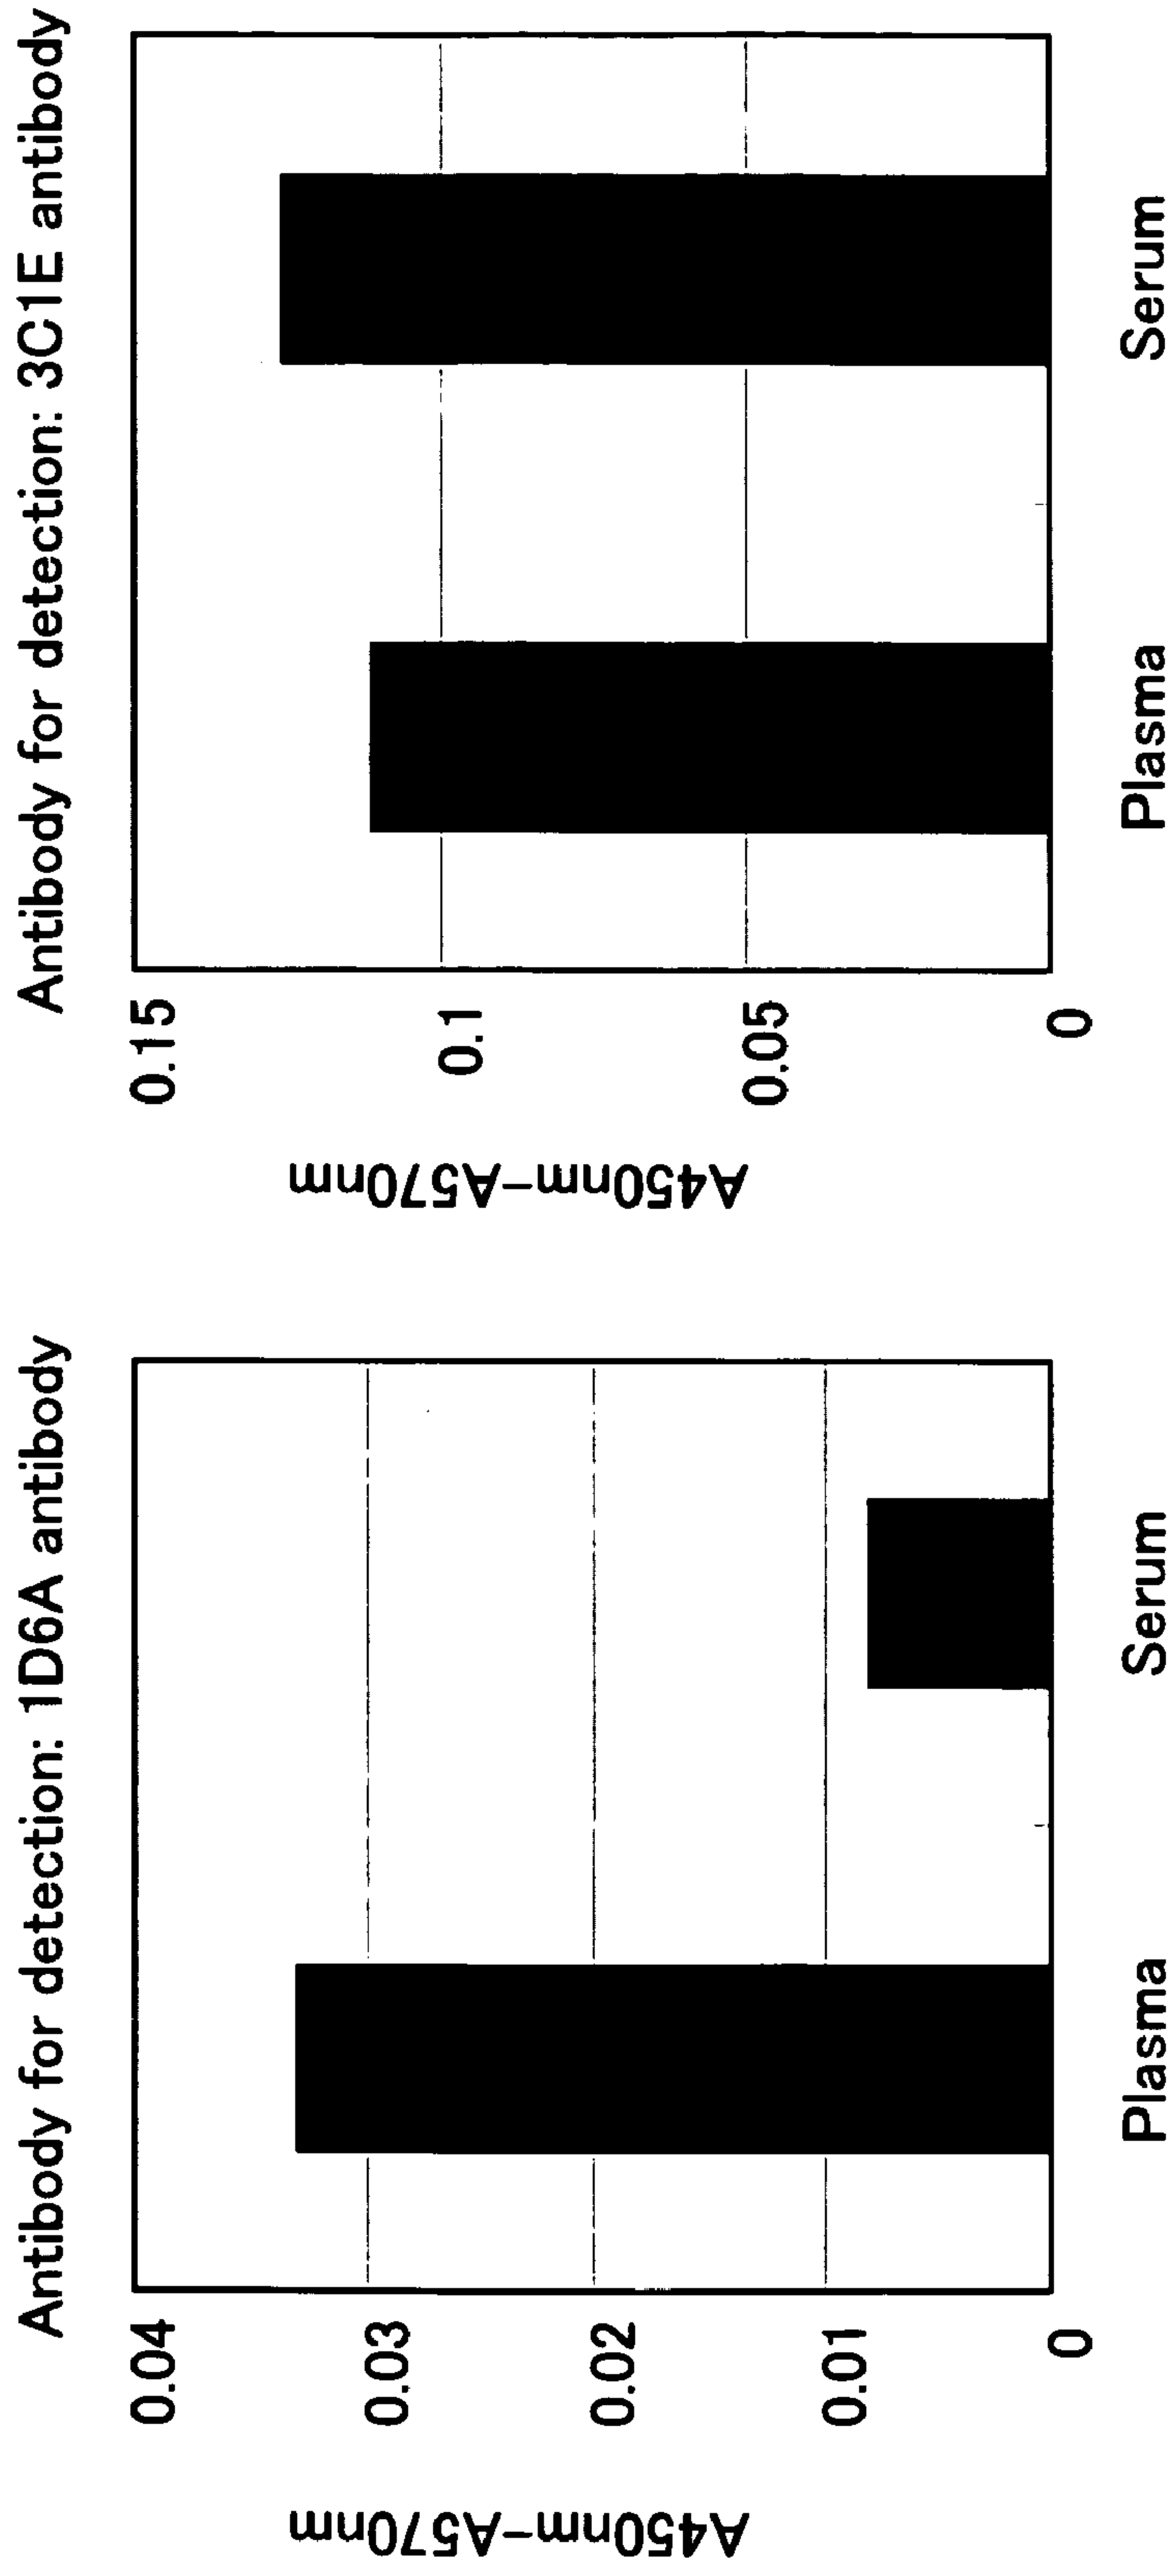 Antibody for detection: 1D6A antibody
A450nm-A570nm
0.04
0.03
0.02
0.01
0
Plasma
Serum
Antibody for detection: 3C1E antibody
A450nm-A570nm
0.15
0.1
0.05
0
Plasma
Serum